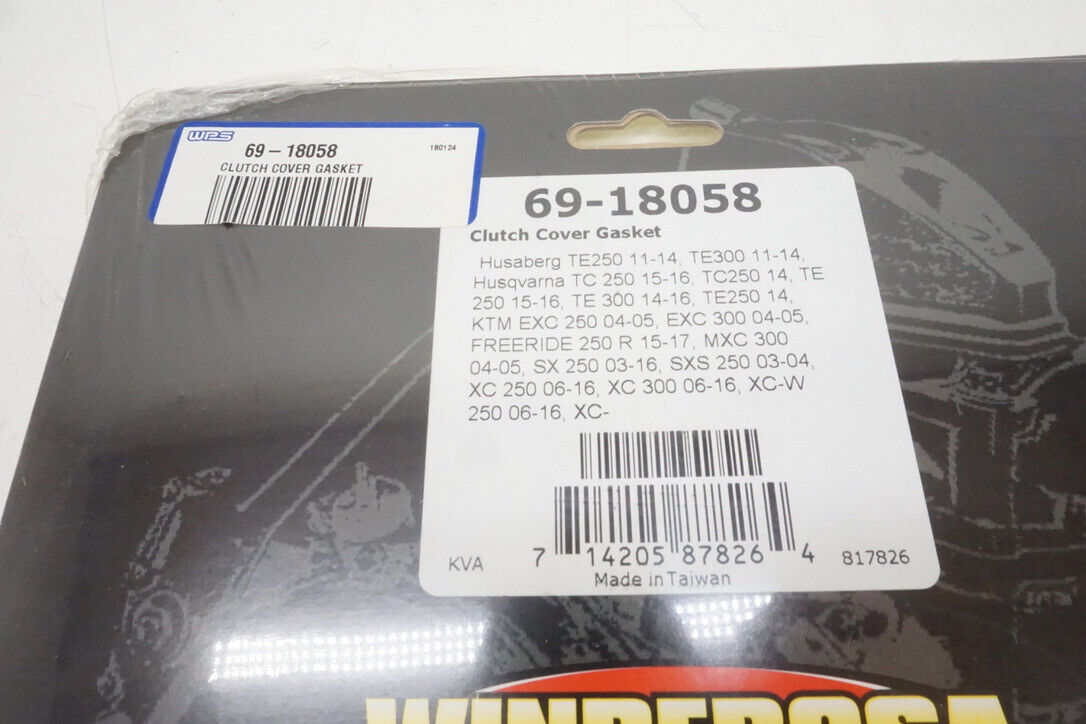 WPS
69-18058
180124
CLUTCH COVER GASKET
69-18058
Clutch Cover Gasket
Husaberg TE250 11-14, TE300 11-14,
Husqvarna TC 250 15-16, TC250 14, TE
250 15-16, TE 300 14-16, TE250 14,
KTM EXC 250 04-05, EXC 300 04-05,
FREERIDE 250 R 15-17, MXC 300
04-05, SX 250 03-16, SXS 250 03-04,
XC 250 06-16, XC 300 06-16, XC-W
250 06-16, XC-
7 14205 87826 4
KVA
817826
Made in Taiwan
WINDEROSA